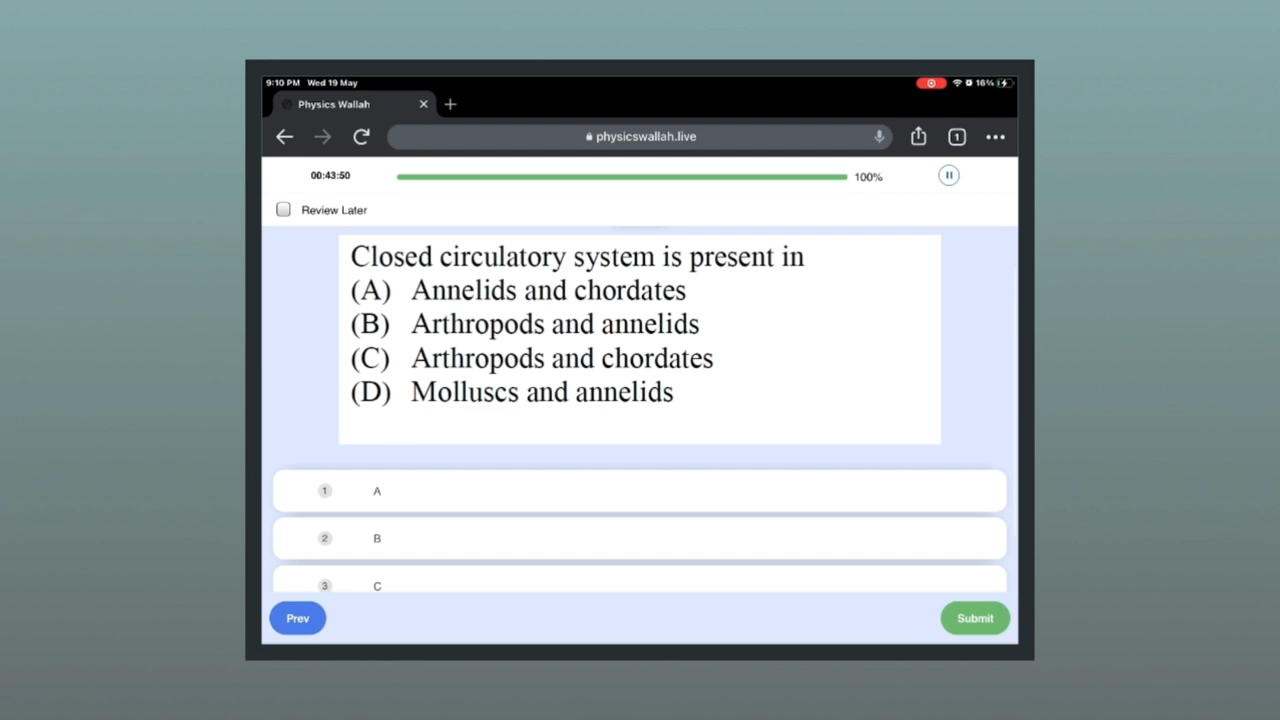 9:10 PM Wed 19 May
16%
Physics Wallah
physicswallah.live
1
00:43:50
100%
Review Later
Closed circulatory system is present in
(A) Annelids and chordates
(B) Arthropods and annelids
(C) Arthropods and chordates
(D) Molluscs and annelids
1 A
2 B
3 C
Prev
Submit